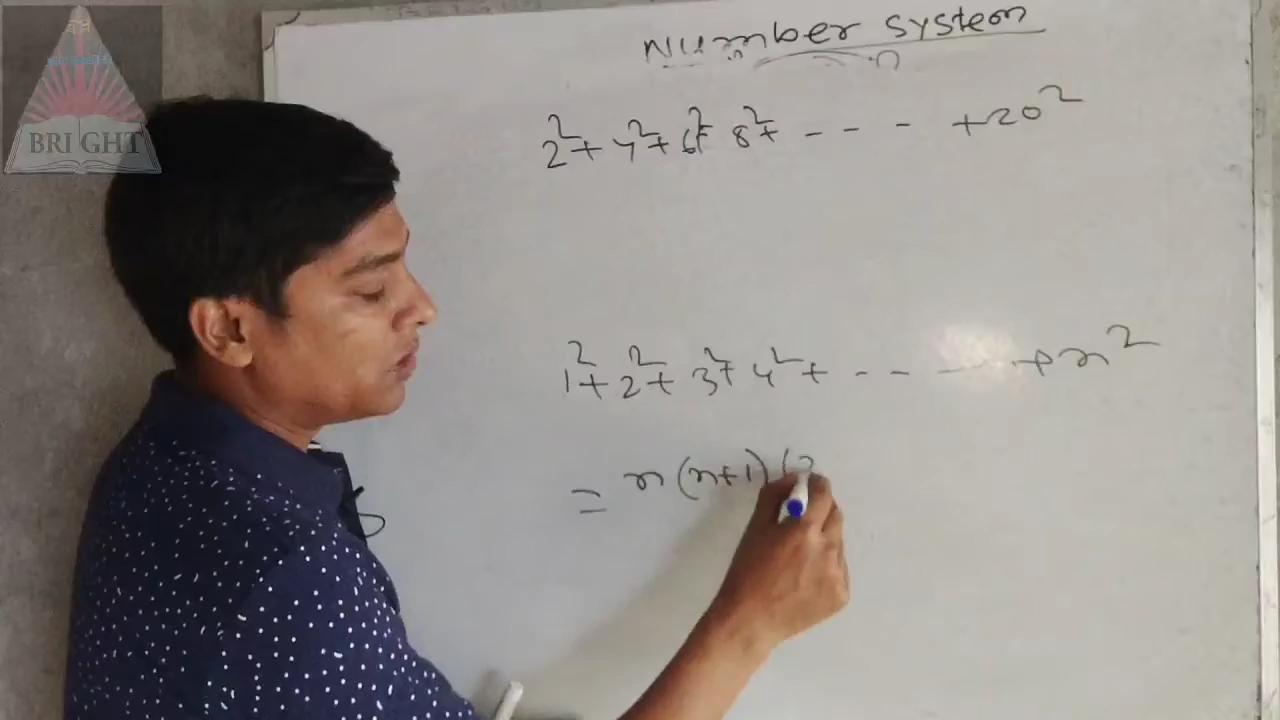 BRIGHT
Number system
2²+ 4²+ 6²+ 8²+ - - - +20²
1²+ 2²+ 3²+ 4²+ - - - +n²
= n(n+1)(2